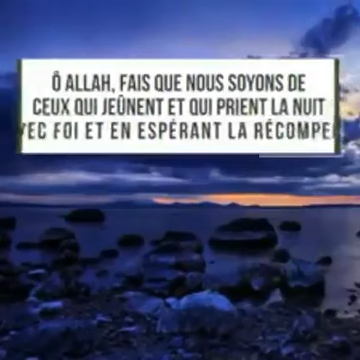 Ô ALLAH, FAIS QUE NOUS SOYONS DE
CEUX QUI JEÛNENT ET QUI PRIENT LA NUIT
VEC FOI ET EN ESPÉRANT LA RÉCOMPE